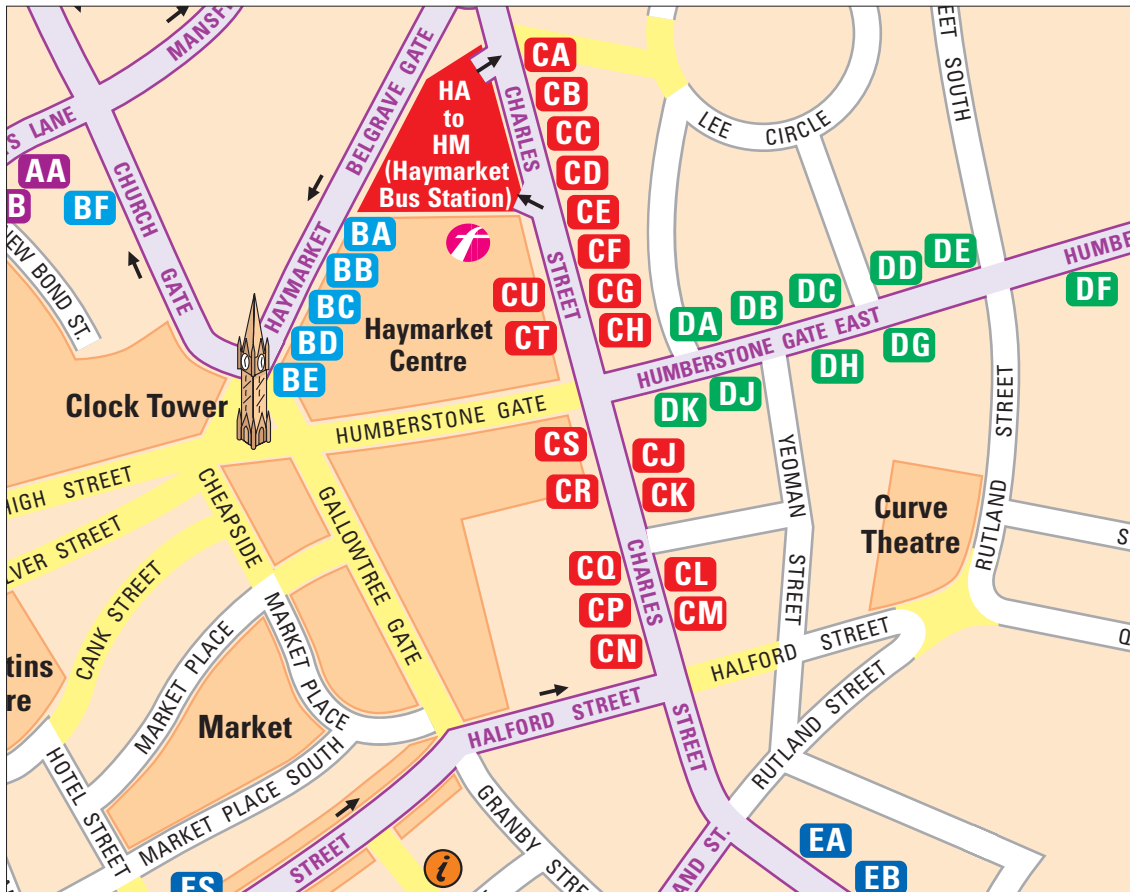 MANSF
EET SOUTH
S LANE
BELGRAVE GATE
HA
to
HM
(Haymarket
Bus Station)
CHARLES
STREET
CA
CB
CC
CD
CE
CF
CG
CH
LEE CIRCLE
AA
B
BF
CHURCH
GATE
NEW BOND ST.
HAYMARKET
BA
BB
BC
BD
BE
CU
CT
Haymarket
Centre
DA
DB
DC
DD
DE
HUMBE
DF
HUMBERSTONE GATE EAST
DG
DH
DJ
DK
Clock Tower
HUMBERSTONE GATE
CS
CR
CJ
CK
YEOMAN
STREET
RUTLAND
STREET
Curve
Theatre
HIGH STREET
LVER STREET
CANK STREET
CHEAPSIDE
GALLOWTREE GATE
CQ
CP
CN
CHARLES
STREET
CL
CM
S
Q
tins
re
MARKET PLACE
MARKET PLACE
Market
MARKET PLACE SOUTH
HOTEL STREET
HALFORD STREET
HALFORD STREET
RUTLAND STREET
GRANBY STRE
STREET
AND ST.
i
ES
EA
EB